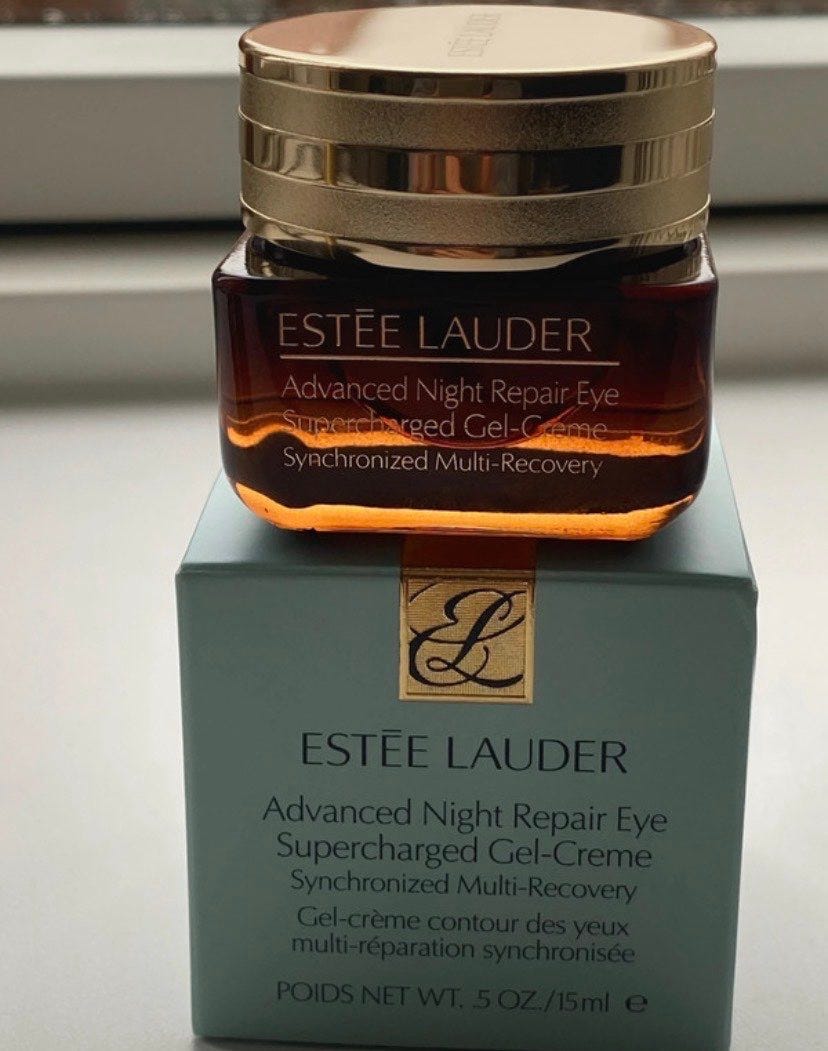 ESTĒE LAUDER
Advanced Night Repair Eye
Supercharged Gel-Creme
Synchronized Multi-Recovery
EL
ESTĒE LAUDER
Advanced Night Repair Eye
Supercharged Gel-Creme
Synchronized Multi-Recovery
Gel-crème contour des yeux
multi-réparation synchronisée
POIDS NET WT. .5 OZ./15ml e